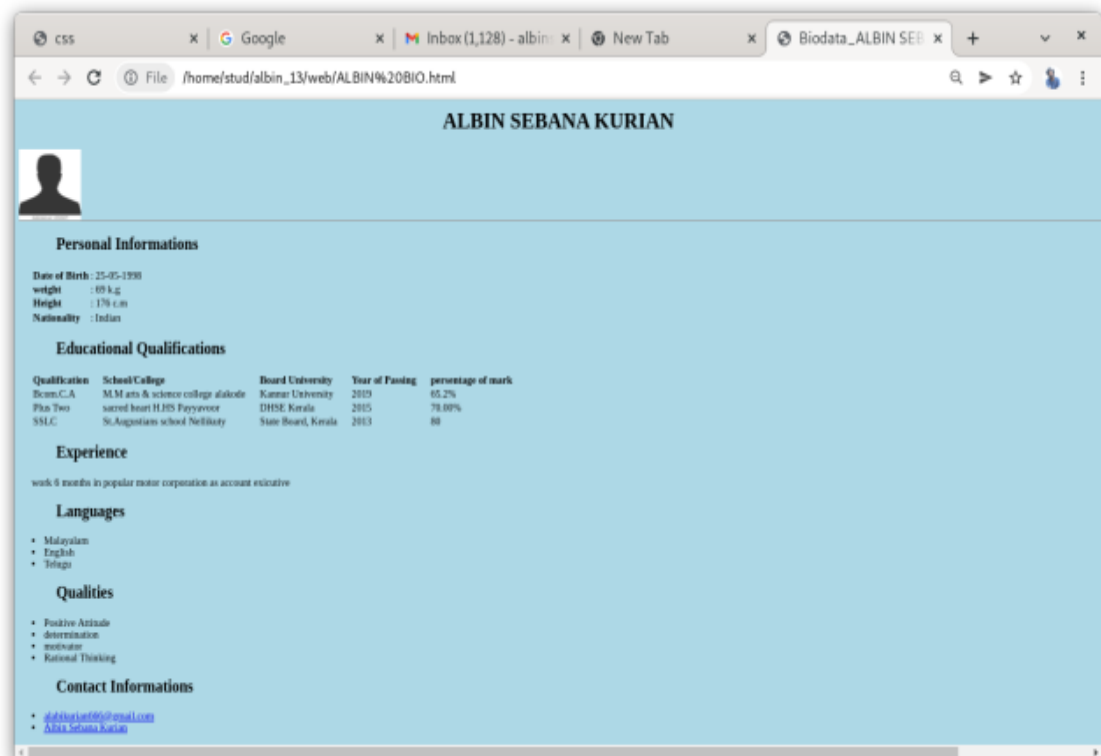 css
Google
Inbox (1,128) - albin
New Tab
Biodata_ALBIN SEB
File /home/stud/albin_13/web/ALBIN%20BIO.html
ALBIN SEBANA KURIAN
Personal Informations
Date of Birth : 25-05-1998
weight : 69 k.g
Height : 176 c.m
Nationality : Indian
Educational Qualifications
Qualification School/College Board University Year of Passing persentage of mark
Bcom.C.A M.M arts & science college alakode Kannur University 2019 65.2%
Plus Two sacred heart H.HS Payyavoor DHSE Kerala 2015 70.00%
SSLC St.Augustians school Nellikuty State Board, Kerala 2013 80
Experience
work 6 months in popular motor corporation as account exicutive
Languages
• Malayalam
• English
• Telugu
Qualities
• Positive Attitude
• determination
• motivator
• Rational Thinking
Contact Informations
• Albin Sebana Kurian